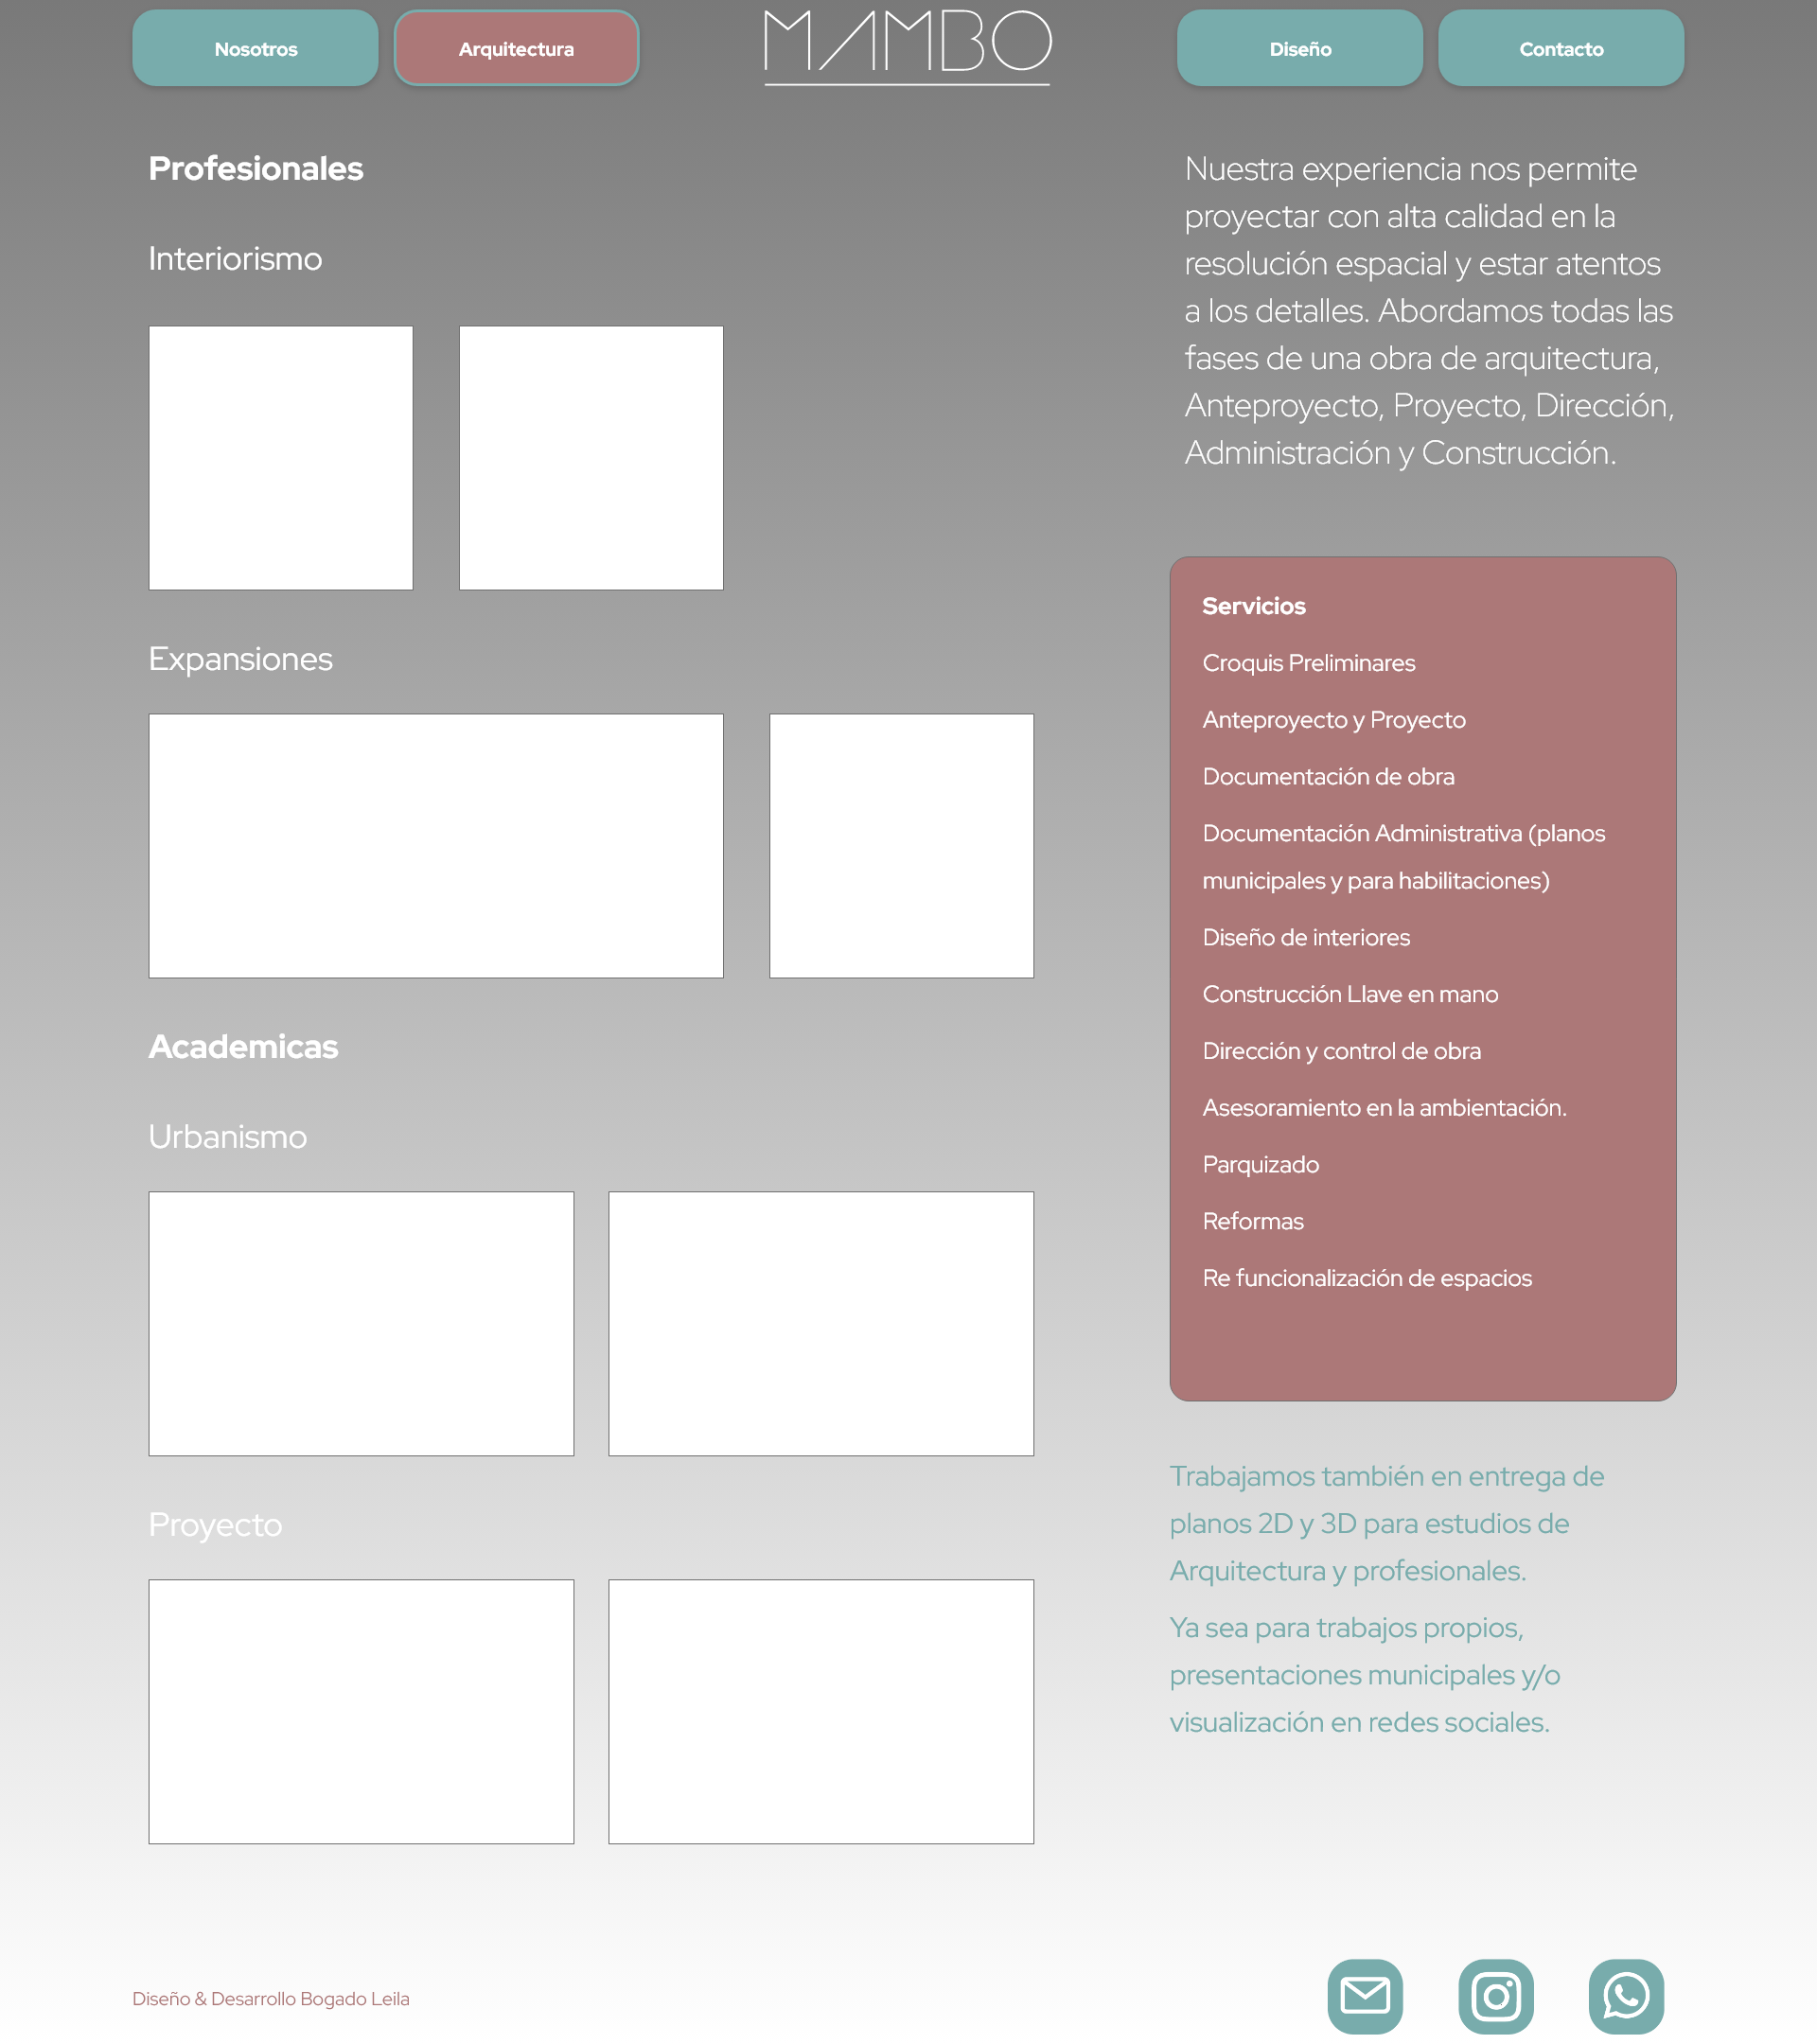 Nosotros
Arquitectura
MAMBO
Diseño
Contacto
Profesionales
Interiorismo
Expansiones
Academicas
Urbanismo
Proyecto
Nuestra experiencia nos permite
proyectar con alta calidad en la
resolución espacial y estar atentos
a los detalles. Abordamos todas las
fases de una obra de arquitectura,
Anteproyecto, Proyecto, Dirección,
Administración y Construcción.
Servicios
Croquis Preliminares
Anteproyecto y Proyecto
Documentación de obra
Documentación Administrativa (planos
municipales y para habilitaciones)
Diseño de interiores
Construcción Llave en mano
Dirección y control de obra
Asesoramiento en la ambientación.
Parquizado
Reformas
Re funcionalización de espacios
Trabajamos también en entrega de
planos 2D y 3D para estudios de
Arquitectura y profesionales.
Ya sea para trabajos propios,
presentaciones municipales y/o
visualización en redes sociales.
Diseño & Desarrollo Bogado Leila